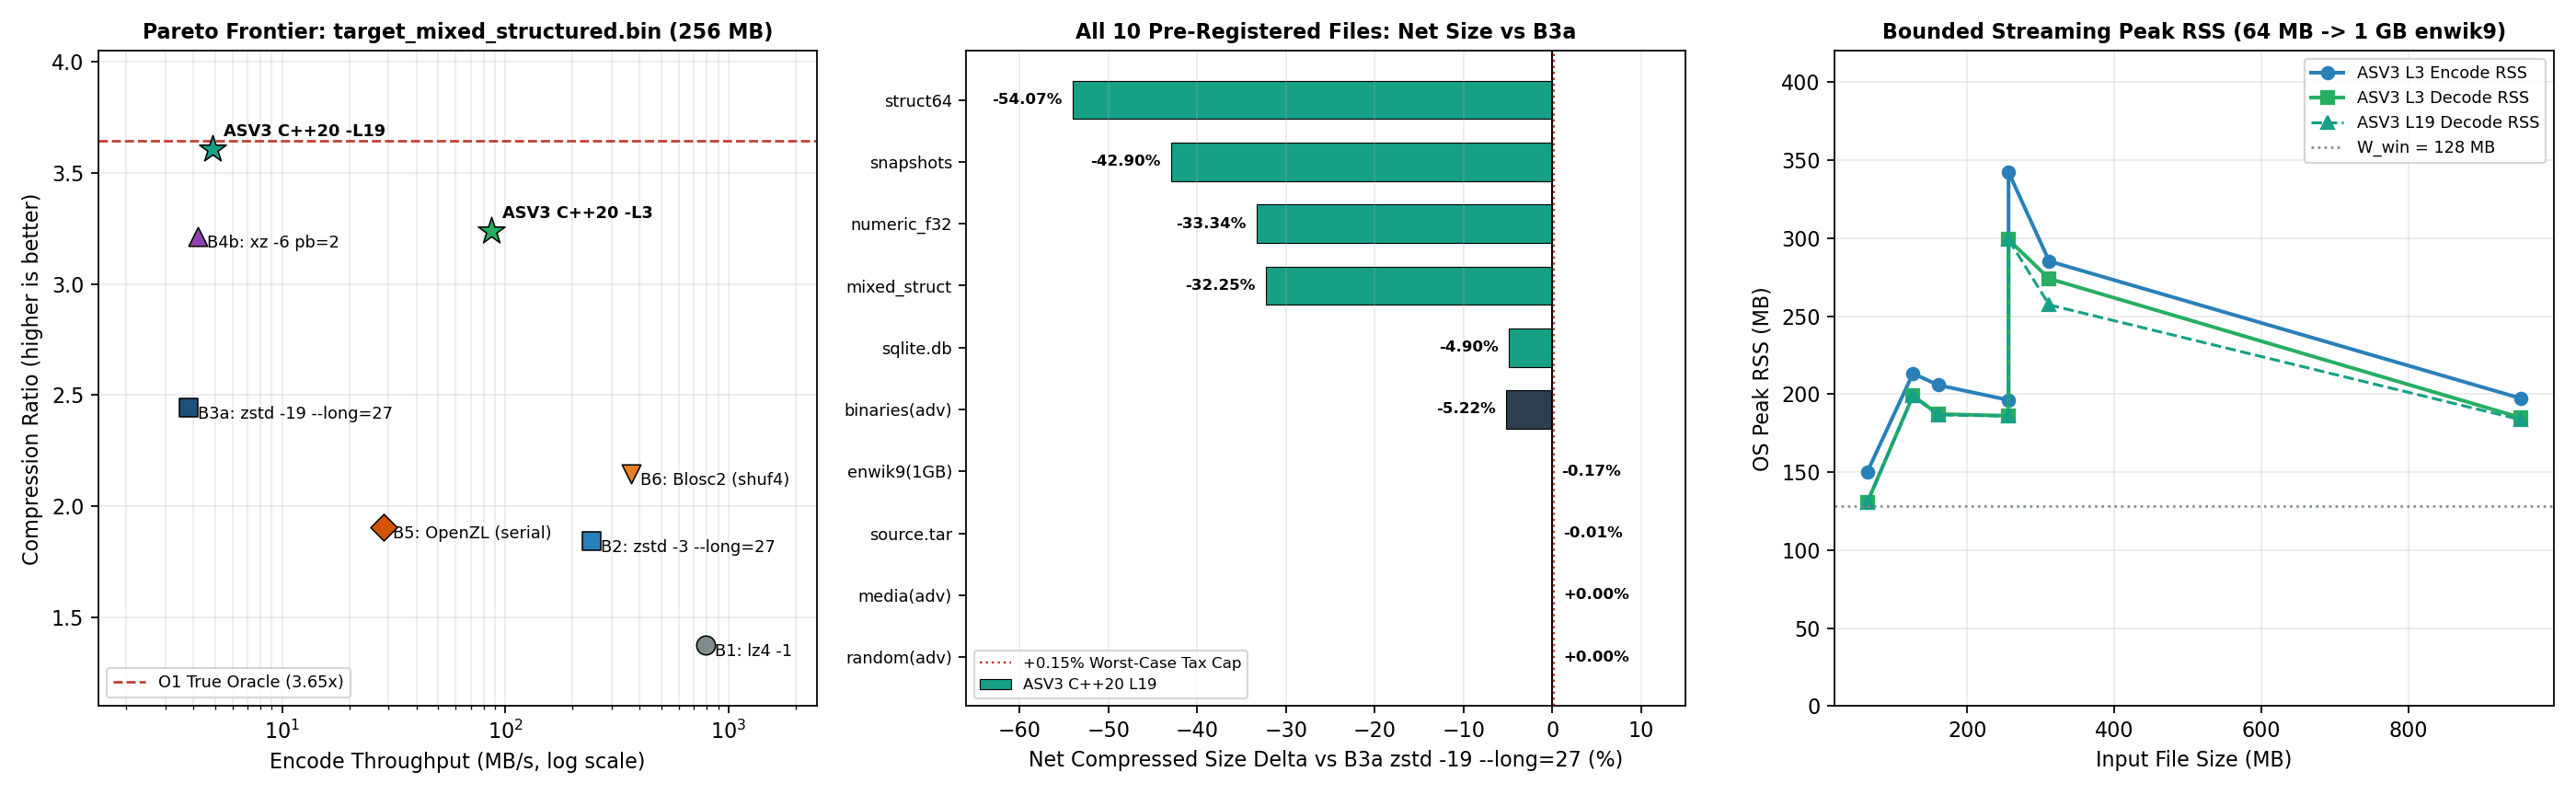 Pareto Frontier: target_mixed_structured.bin (256 MB)
Compression Ratio (higher is better)
4.0
3.5
3.0
2.5
2.0
1.5
ASV3 C++20 -L19
ASV3 C++20 -L3
B4b: xz -6 pb=2
B3a: zstd -19 --long=27
B6: Blosc2 (shuf4)
B5: OpenZL (serial)
B2: zstd -3 --long=27
B1: lz4 -1
O1 True Oracle (3.65x)
10¹
10²
10³
Encode Throughput (MB/s, log scale)
All 10 Pre-Registered Files: Net Size vs B3a
struct64
-54.07%
snapshots
-42.90%
numeric_f32
-33.34%
mixed_struct
-32.25%
sqlite.db
-4.90%
binaries(adv)
-5.22%
enwik9(1GB)
-0.17%
source.tar
-0.01%
media(adv)
+0.00%
random(adv)
+0.00%
+0.15% Worst-Case Tax Cap
ASV3 C++20 L19
−60
−50
−40
−30
−20
−10
0
10
Net Compressed Size Delta vs B3a zstd -19 --long=27 (%)
Bounded Streaming Peak RSS (64 MB -> 1 GB enwik9)
OS Peak RSS (MB)
400
350
300
250
200
150
100
50
0
ASV3 L3 Encode RSS
ASV3 L3 Decode RSS
ASV3 L19 Decode RSS
W_win = 128 MB
200
400
600
800
Input File Size (MB)